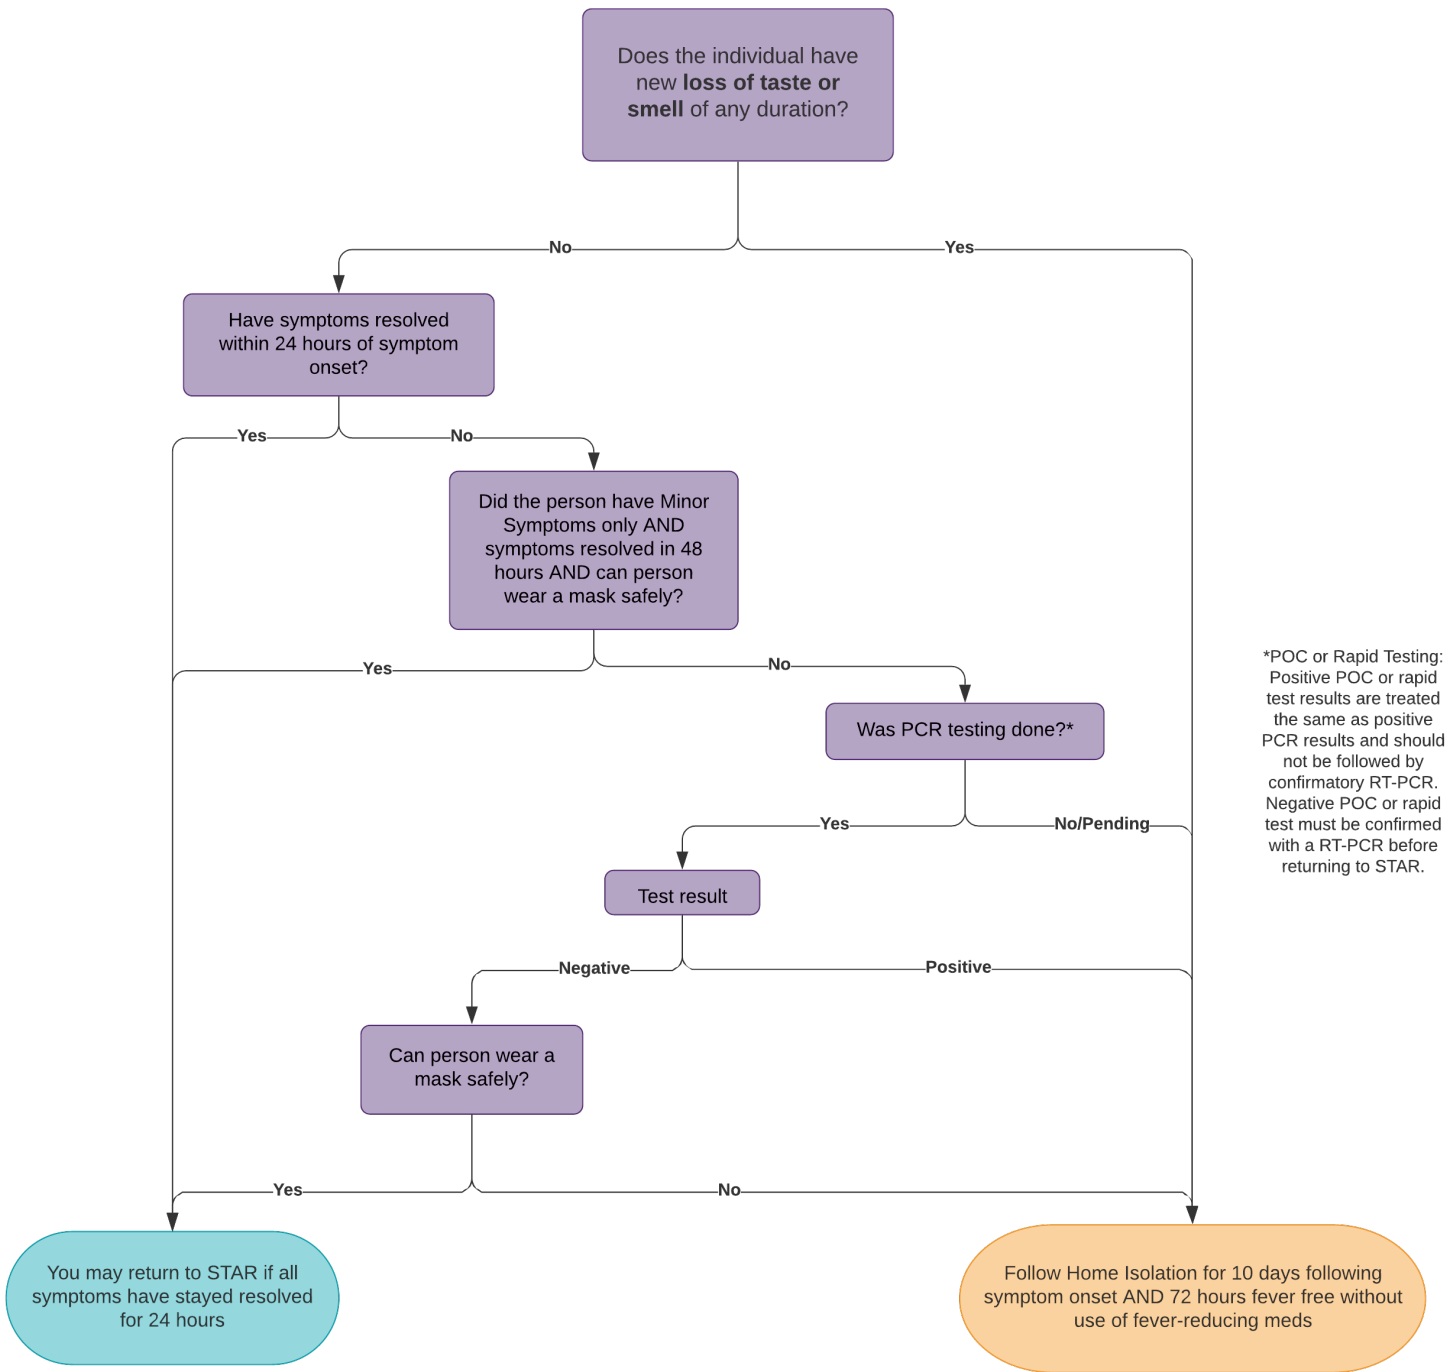 Does the individual have
new loss of taste or
smell of any duration?
No
Yes
Have symptoms resolved
within 24 hours of symptom
onset?
Yes
No
Did the person have Minor
Symptoms only AND
symptoms resolved in 48
hours AND can person
wear a mask safely?
Yes
No
*POC or Rapid Testing:
Positive POC or rapid
test results are treated
the same as positive
PCR results and should
not be followed by
confirmatory RT-PCR.
Negative POC or rapid
test must be confirmed
with a RT-PCR before
returning to STAR.
Was PCR testing done?*
Yes
No/Pending
Test result
Negative
Positive
Can person wear a
mask safely?
Yes
No
You may return to STAR if all
symptoms have stayed resolved
for 24 hours
Follow Home Isolation for 10 days following
symptom onset AND 72 hours fever free without
use of fever-reducing meds